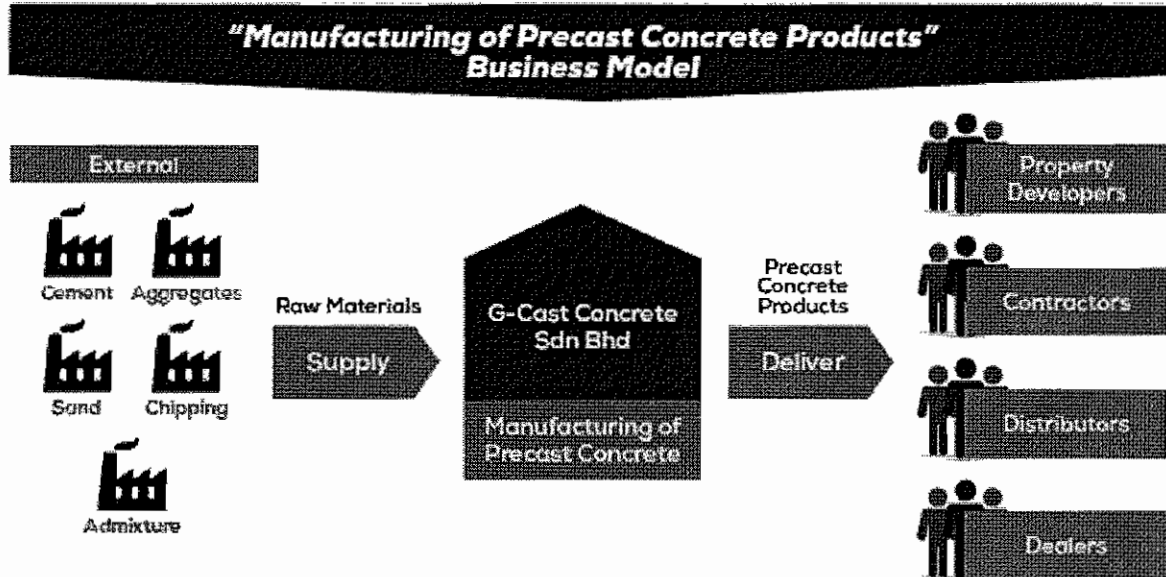 "Manufacturing of Precast Concrete Products"
Business Model
External
Cement
Aggregates
Sand
Chipping
Admixture
Raw Materials
Supply
G-Cast Concrete
Sdn Bhd
Manufacturing of
Precast Concrete
Precast
Concrete
Products
Deliver
Property
Developers
Contractors
Distributors
Dealers